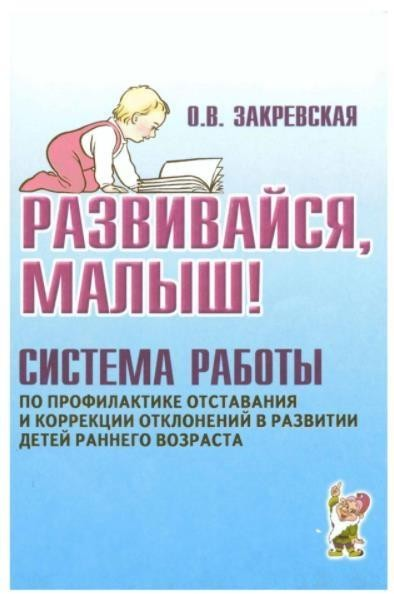 О.В. ЗАКРЕВСКАЯ
РАЗВИВАЙСЯ,
МАЛЫШ!
СИСТЕМА РАБОТЫ
ПО ПРОФИЛАКТИКЕ ОТСТАВАНИЯ
И КОРРЕКЦИИ ОТКЛОНЕНИЙ В РАЗВИТИИ
ДЕТЕЙ РАННЕГО ВОЗРАСТА